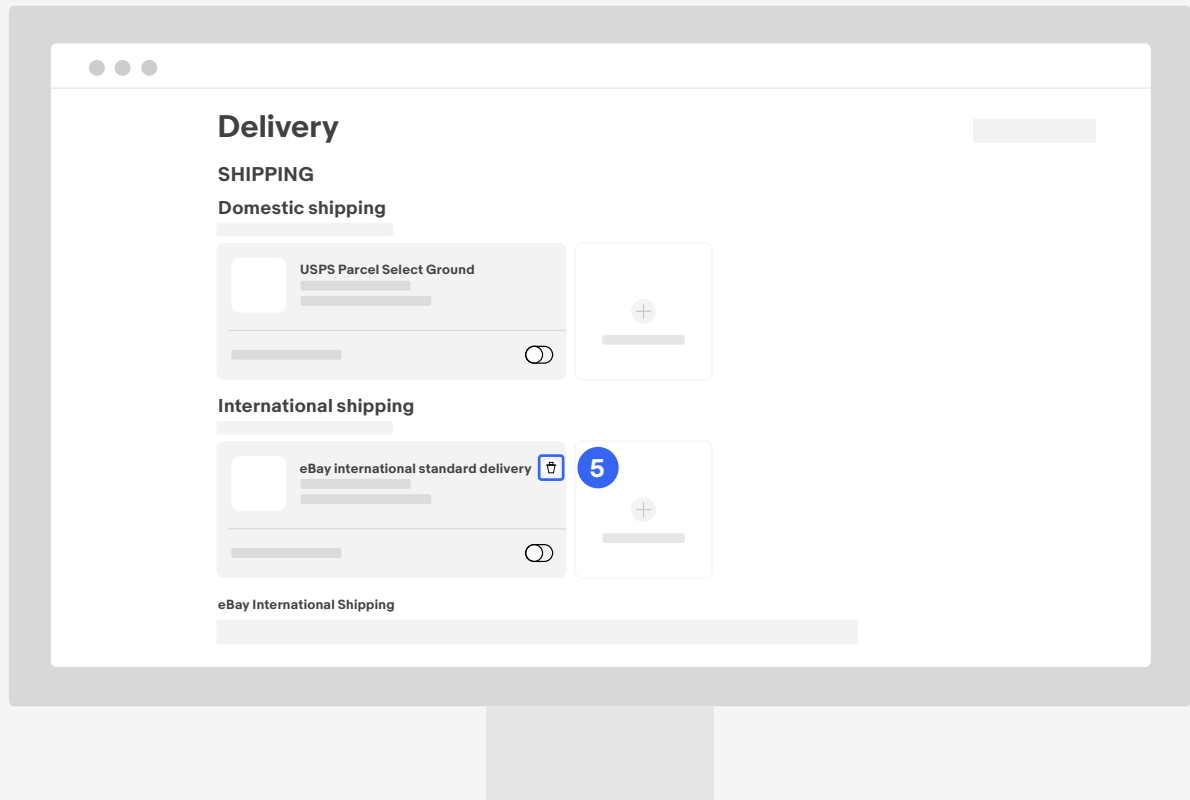 Delivery
SHIPPING
Domestic shipping
USPS Parcel Select Ground
International shipping
eBay international standard delivery
5
eBay International Shipping